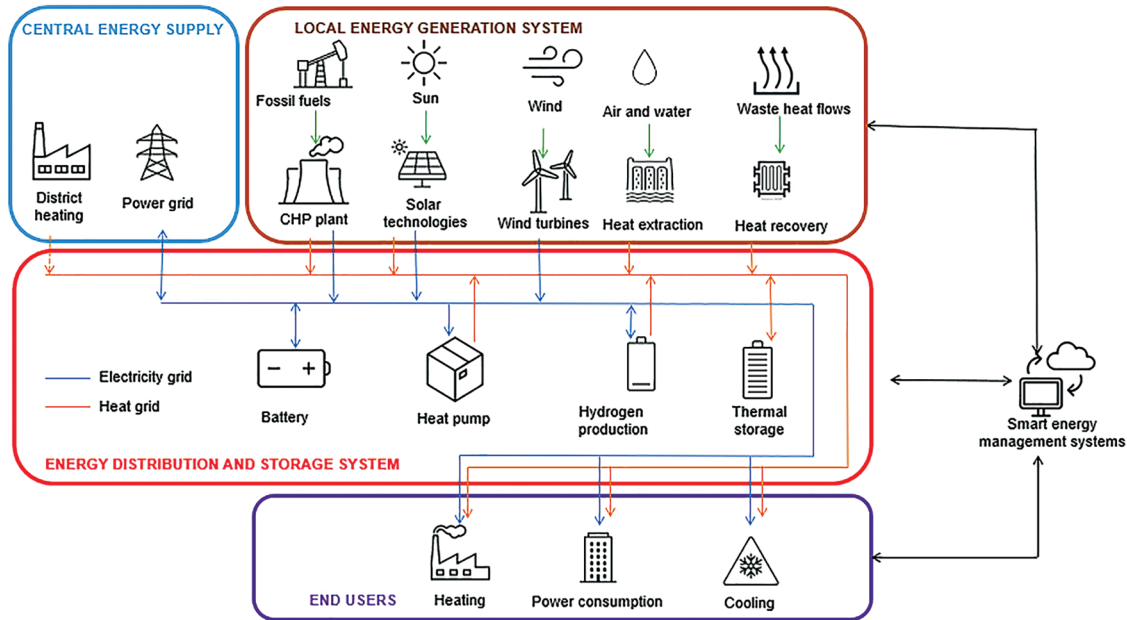 CENTRAL ENERGY SUPPLY
LOCAL ENERGY GENERATION SYSTEM
Fossil fuels
Sun
Wind
Air and water
Waste heat flows
District
heating
Power grid
CHP plant
Solar
technologies
Wind turbines
Heat extraction
Heat recovery
Electricity grid
Heat grid
Battery
Heat pump
Hydrogen
production
Thermal
storage
Smart energy
management systems
ENERGY DISTRIBUTION AND STORAGE SYSTEM
END USERS
Heating
Power consumption
Cooling